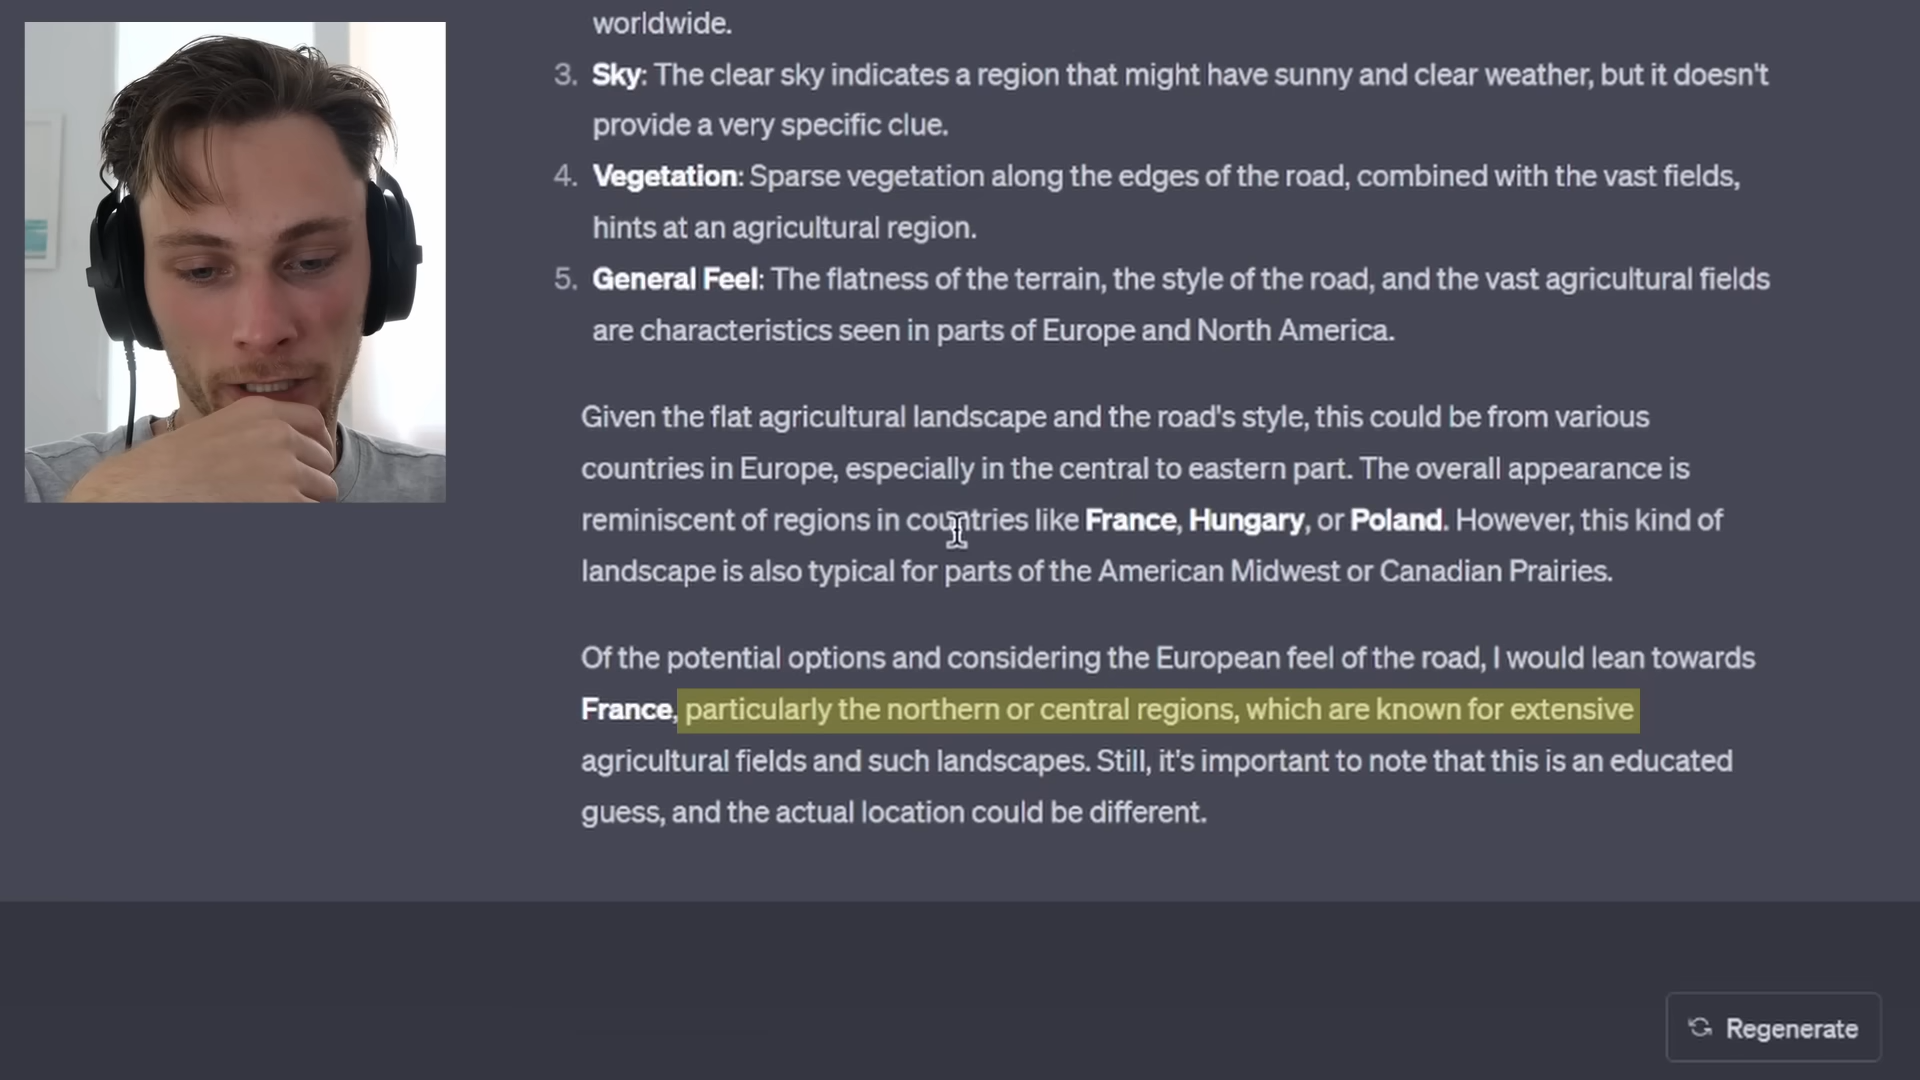 worldwide.
3. Sky: The clear sky indicates a region that might have sunny and clear weather, but it doesn't
provide a very specific clue.
4. Vegetation: Sparse vegetation along the edges of the road, combined with the vast fields,
hints at an agricultural region.
5. General Feel: The flatness of the terrain, the style of the road, and the vast agricultural fields
are characteristics seen in parts of Europe and North America.
Given the flat agricultural landscape and the road's style, this could be from various
countries in Europe, especially in the central to eastern part. The overall appearance is
reminiscent of regions in countries like France, Hungary, or Poland. However, this kind of
landscape is also typical for parts of the American Midwest or Canadian Prairies.
Of the potential options and considering the European feel of the road, I would lean towards
France, particularly the northern or central regions, which are known for extensive
agricultural fields and such landscapes. Still, it's important to note that this is an educated
guess, and the actual location could be different.
Regenerate